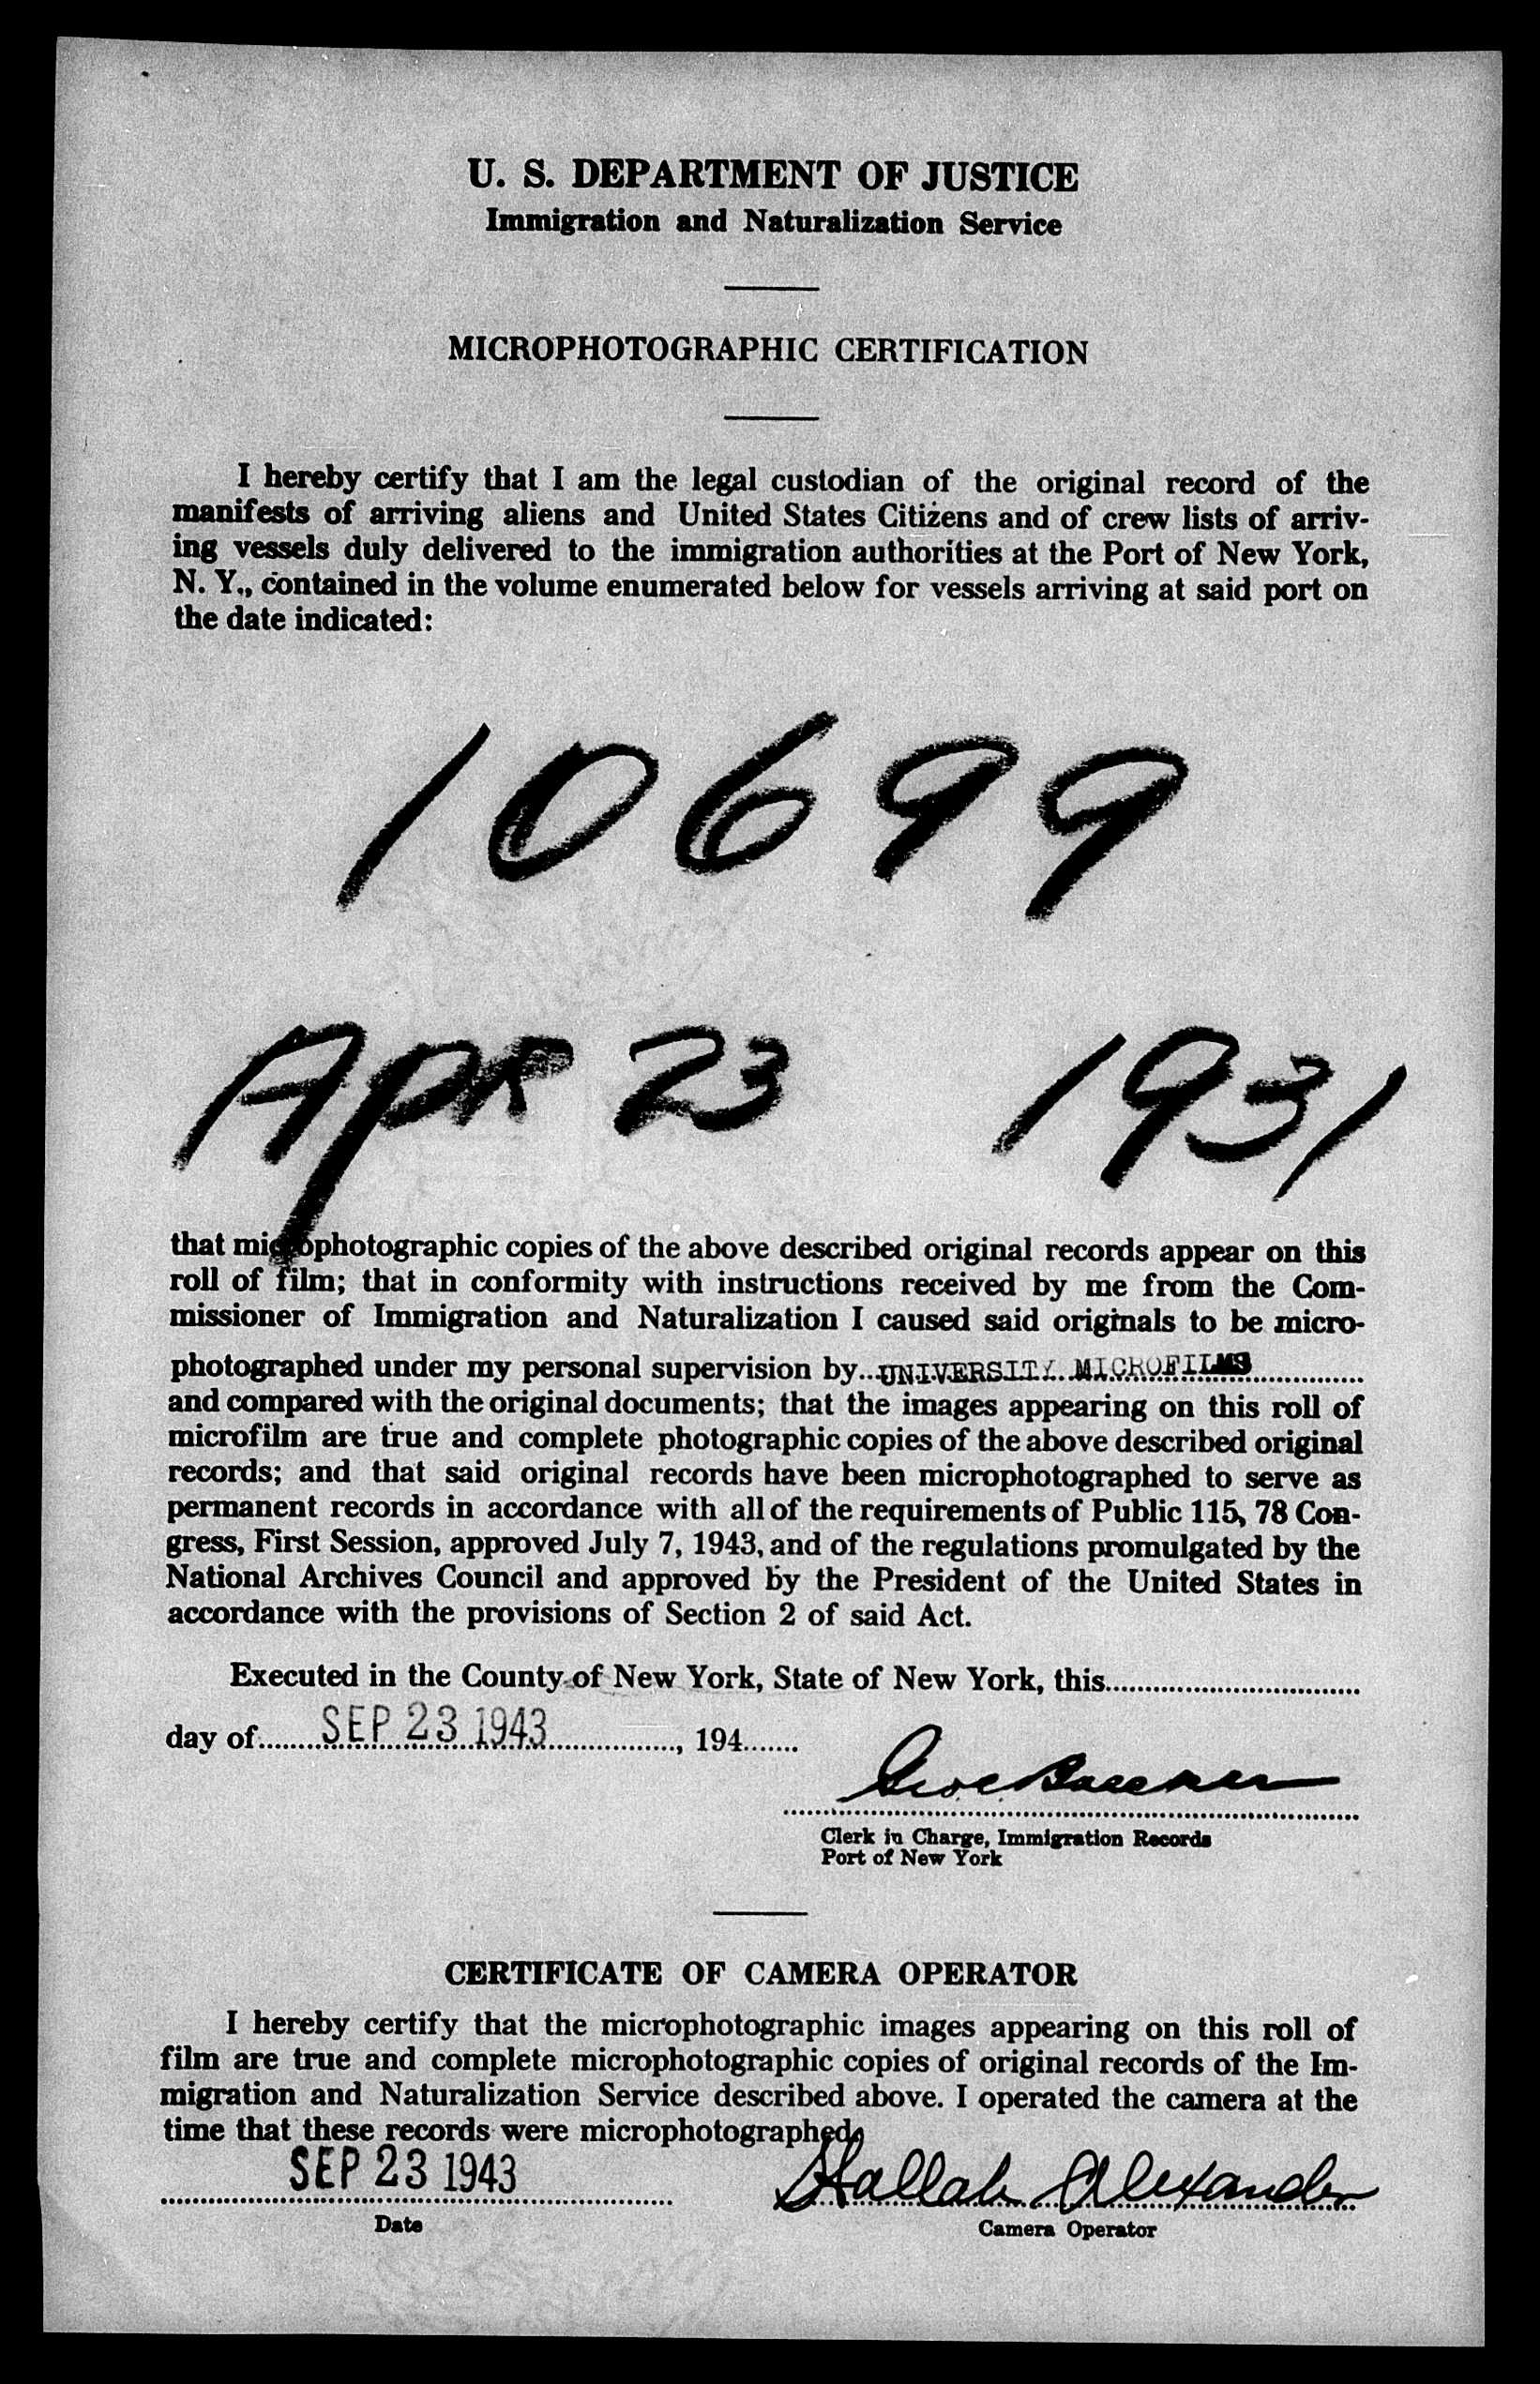 U. S. DEPARTMENT OF JUSTICE
Immigration and Naturalization Service
MICROPHOTOGRAPHIC CERTIFICATION
I hereby certify that I am the legal custodian of the original record of the
manifests of arriving aliens and United States Citizens and of crew lists of arriv-
ing vessels duly delivered to the immigration authorities at the Port of New York,
N. Y., contained in the volume enumerated below for vessels arriving at said port on
the date indicated:
10699
Apr 23 1931
that microphotographic copies of the above described original records appear on this
roll of film; that in conformity with instructions received by me from the Com-
missioner of Immigration and Naturalization I caused said originals to be micro-
photographed under my personal supervision by UNIVERSITY MICROFILMS
and compared with the original documents; that the images appearing on this roll of
microfilm are true and complete photographic copies of the above described original
records; and that said original records have been microphotographed to serve as
permanent records in accordance with all of the requirements of Public 115, 78 Con-
gress, First Session, approved July 7, 1943, and of the regulations promulgated by the
National Archives Council and approved by the President of the United States in
accordance with the provisions of Section 2 of said Act.
Executed in the County of New York, State of New York, this
day of SEP 23 1943, 194
Clerk in Charge, Immigration Records
Port of New York
CERTIFICATE OF CAMERA OPERATOR
I hereby certify that the microphotographic images appearing on this roll of
film are true and complete microphotographic copies of original records of the Im-
migration and Naturalization Service described above. I operated the camera at the
time that these records were microphotographed.
SEP 23 1943 Alexander
Date
Camera Operator